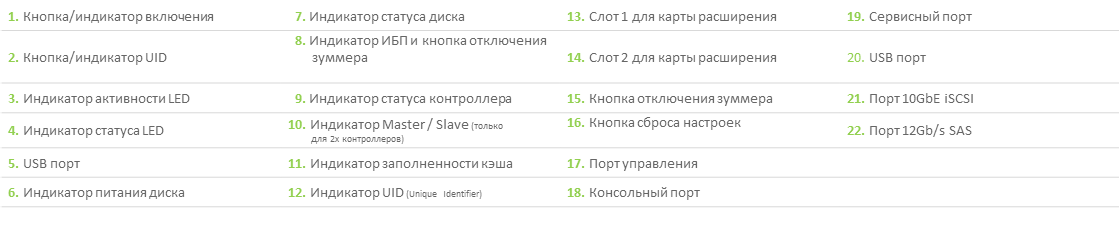 1. Кнопка/индикатор включения
2. Кнопка/индикатор UID
3. Индикатор активности LED
4. Индикатор статуса LED
5. USB порт
6. Индикатор питания диска
7. Индикатор статуса диска
8. Индикатор ИБП и кнопка отключения
зуммера
9. Индикатор статуса контроллера
10. Индикатор Master / Slave (только
для 2х контроллеров)
11. Индикатор заполненности кэша
12. Индикатор UID (Unique Identifier)
13. Слот 1 для карты расширения
14. Слот 2 для карты расширения
15. Кнопка отключения зуммера
16. Кнопка сброса настроек
17. Порт управления
18. Консольный порт
19. Сервисный порт
20. USB порт
21. Порт 10GbE iSCSI
22. Порт 12Gb/s SAS